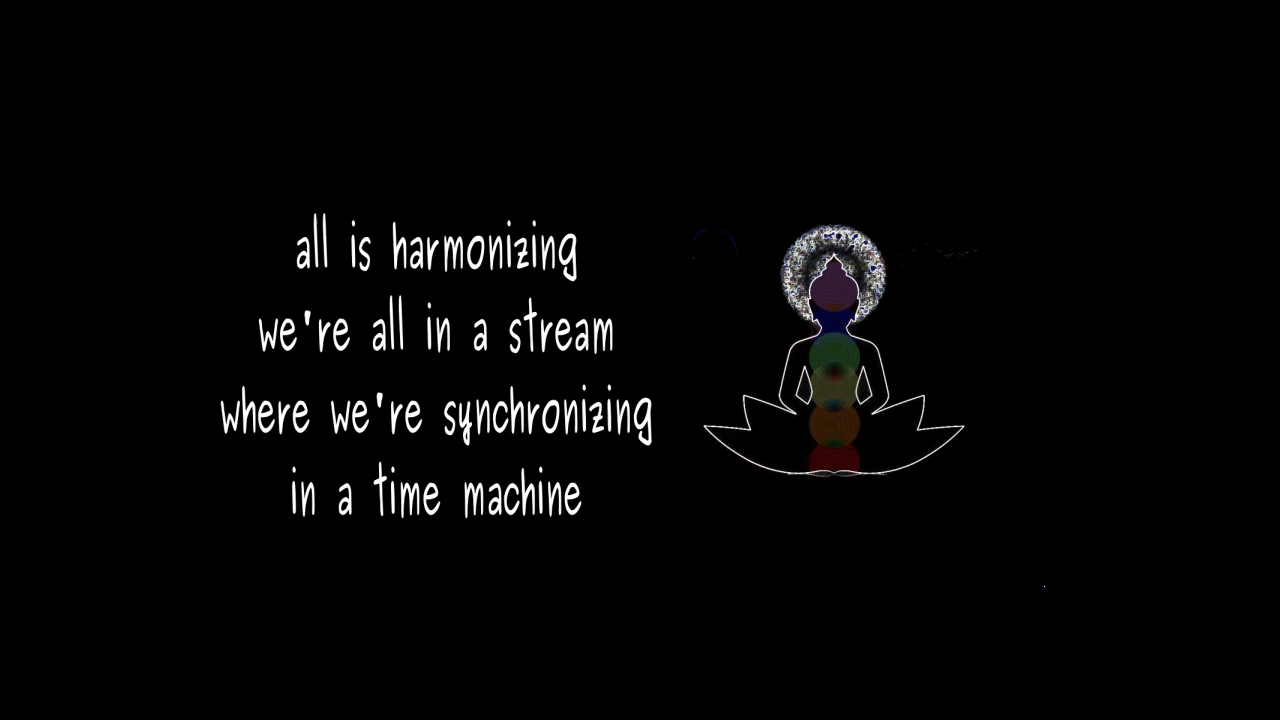 all is harmonizing
we're all in a stream
where we're synchronizing
in a time machine